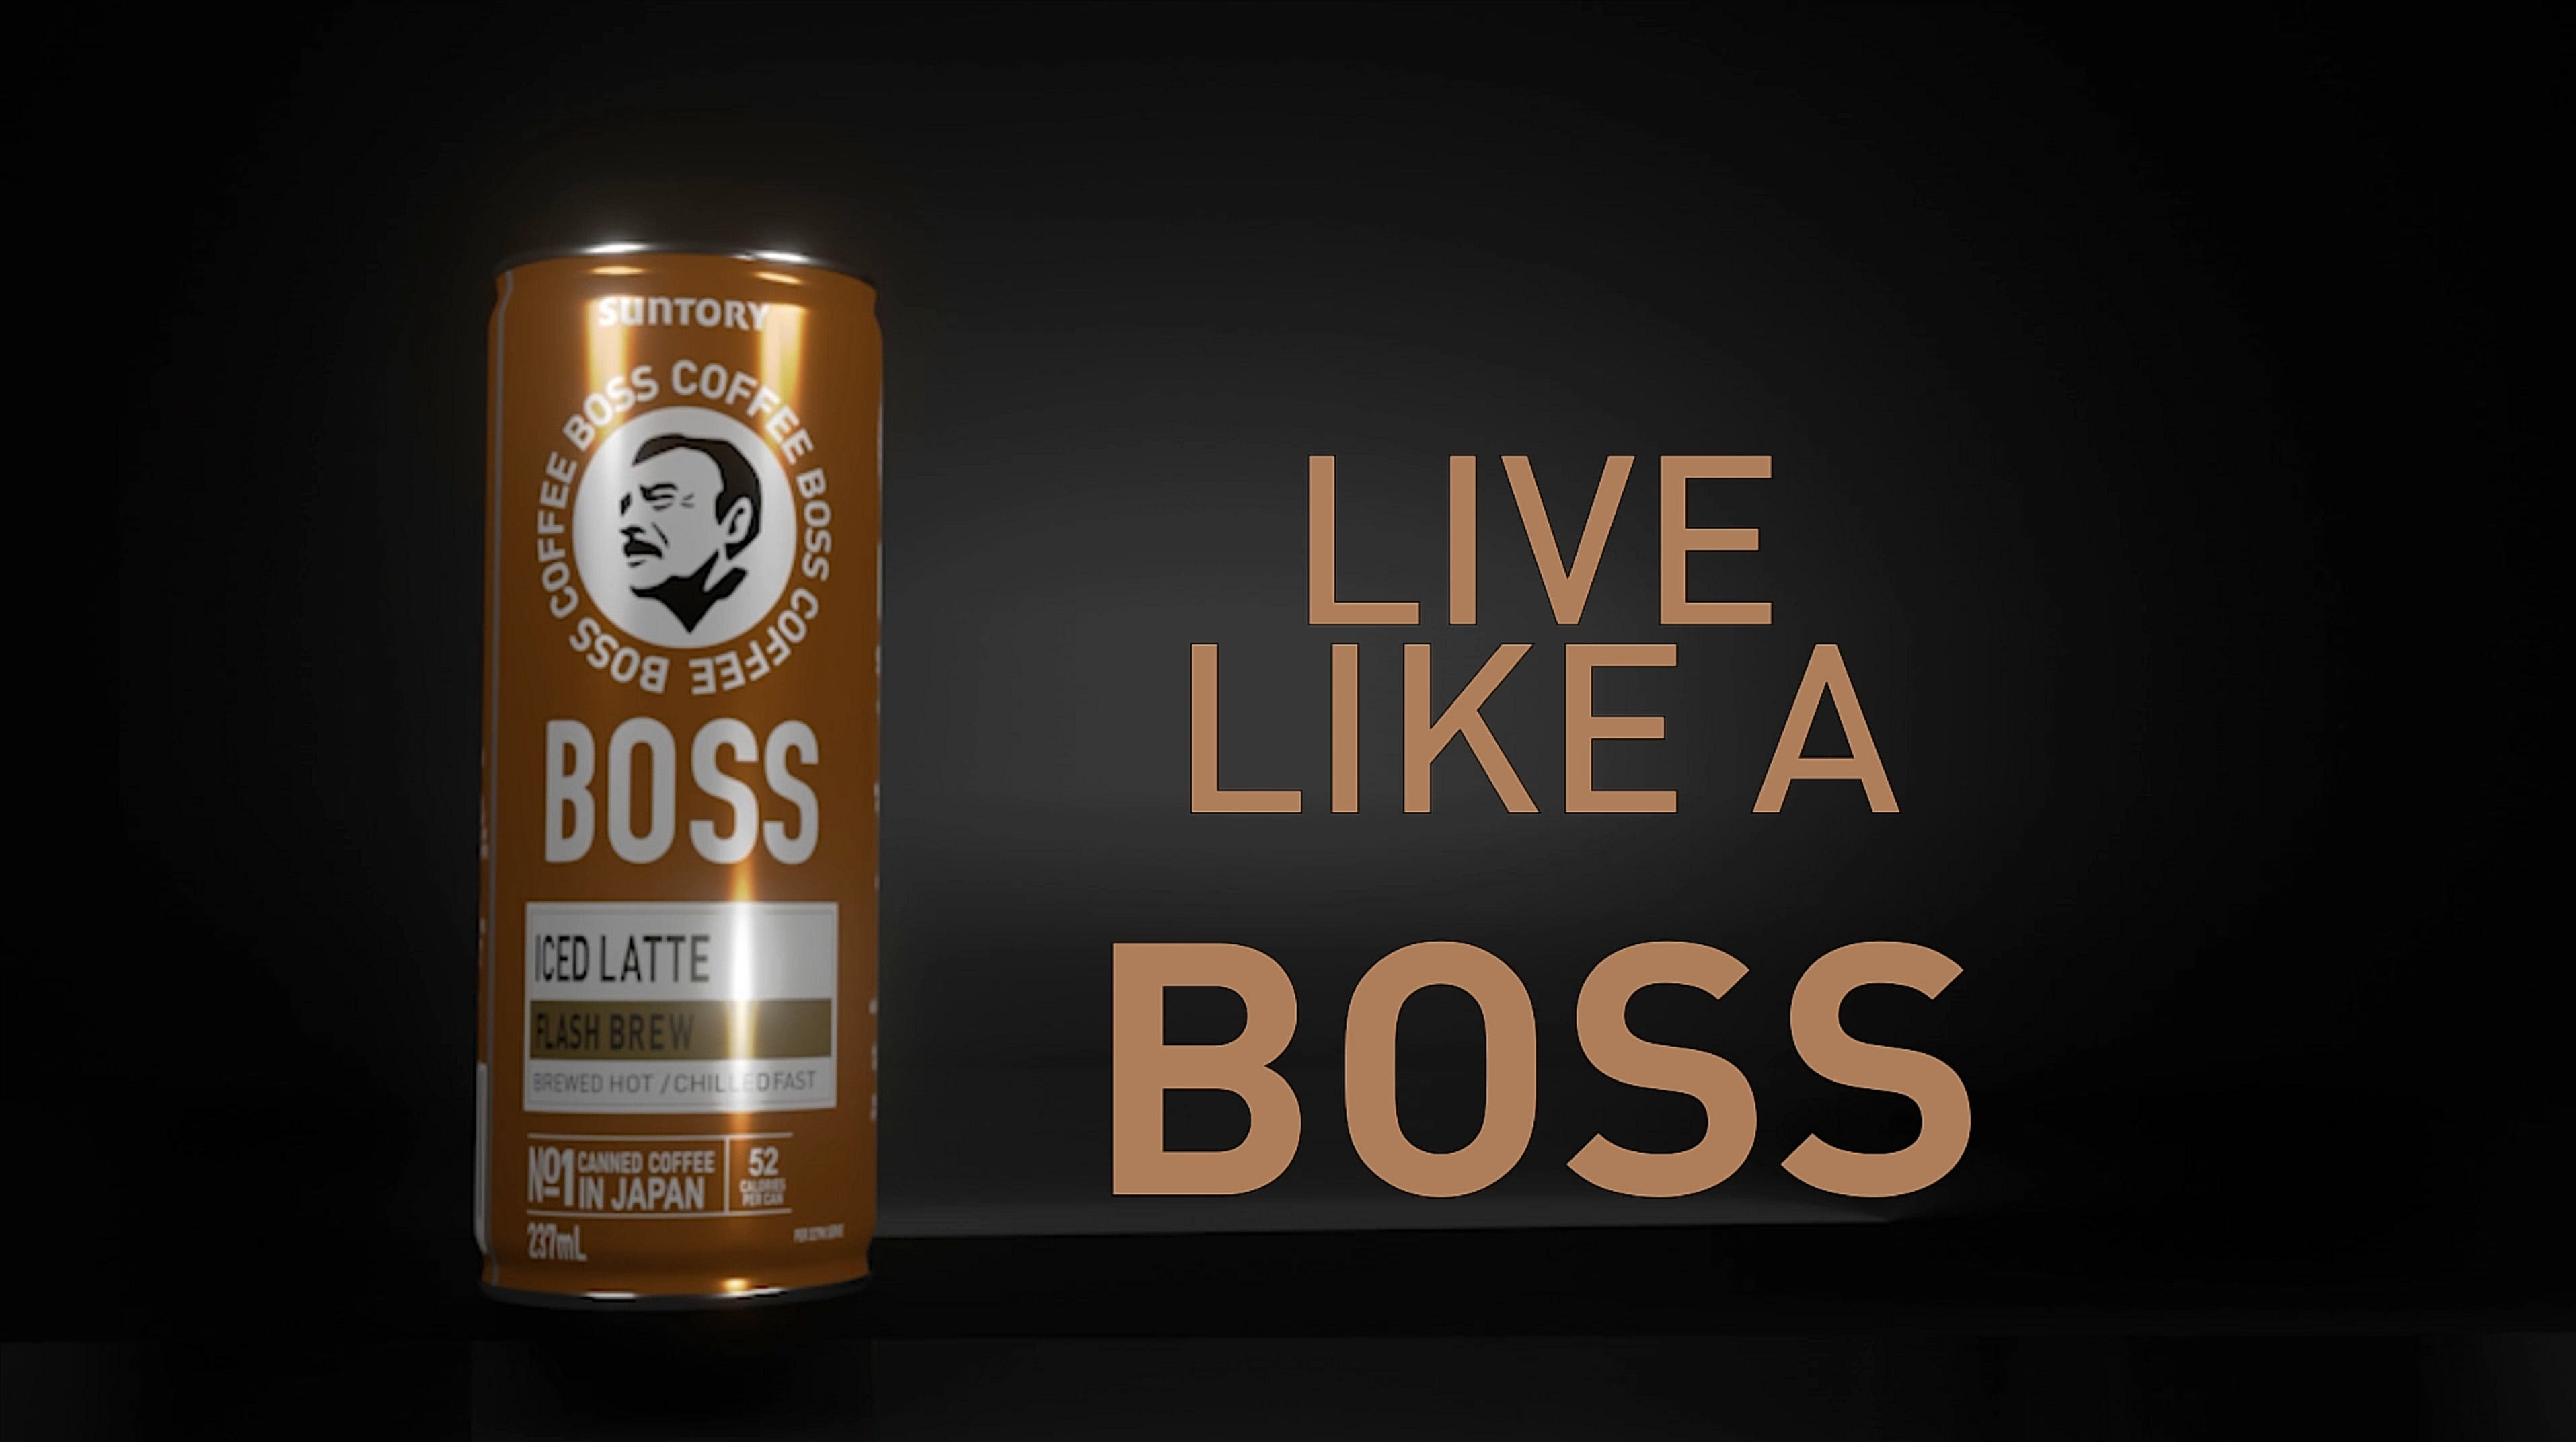 SUNTORY
BOSS COFFEE BOSS COFFEE BOSS COFFEE
BOSS
ICED LATTE
FLASH BREW
BREWED HOT / CHILLED FAST
Nº1 CANNED COFFEE IN JAPAN
52 CALORIES PER CAN
237mL
LIVE
LIKE A
BOSS